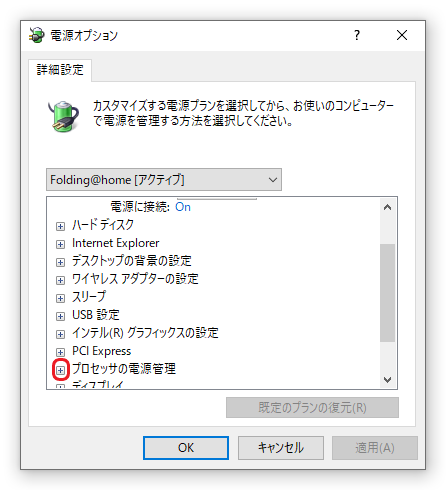 電源オプション
詳細設定
カスタマイズする電源プランを選択してから、お使いのコンピューター
で電源を管理する方法を選択してください。
Folding@home [アクティブ]
電源に接続: On
ハード ディスク
Internet Explorer
デスクトップの背景の設定
ワイヤレス アダプターの設定
スリープ
USB 設定
インテル(R) グラフィックスの設定
PCI Express
プロセッサの電源管理
ディスプレイ
既定のプランの復元(R)
OK
キャンセル
適用(A)